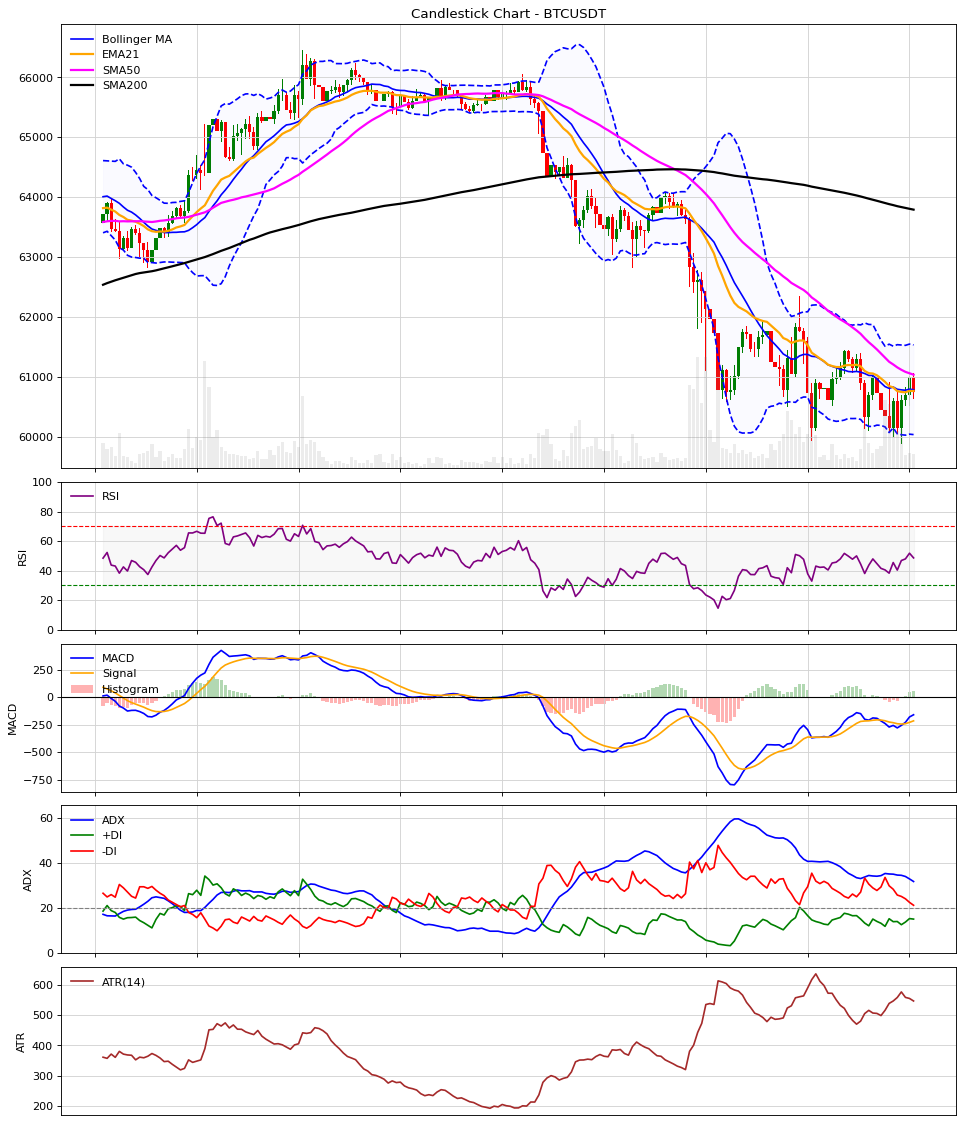 Candlestick Chart - BTCUSDT
Bollinger MA
EMA21
SMA50
SMA200
66000
65000
64000
63000
62000
61000
60000
RSI
100
80
60
40
20
0
RSI
MACD
Signal
Histogram
250
0
−250
−500
−750
MACD
ADX
+DI
-DI
60
40
20
0
ADX
ATR(14)
600
500
400
300
200
ATR